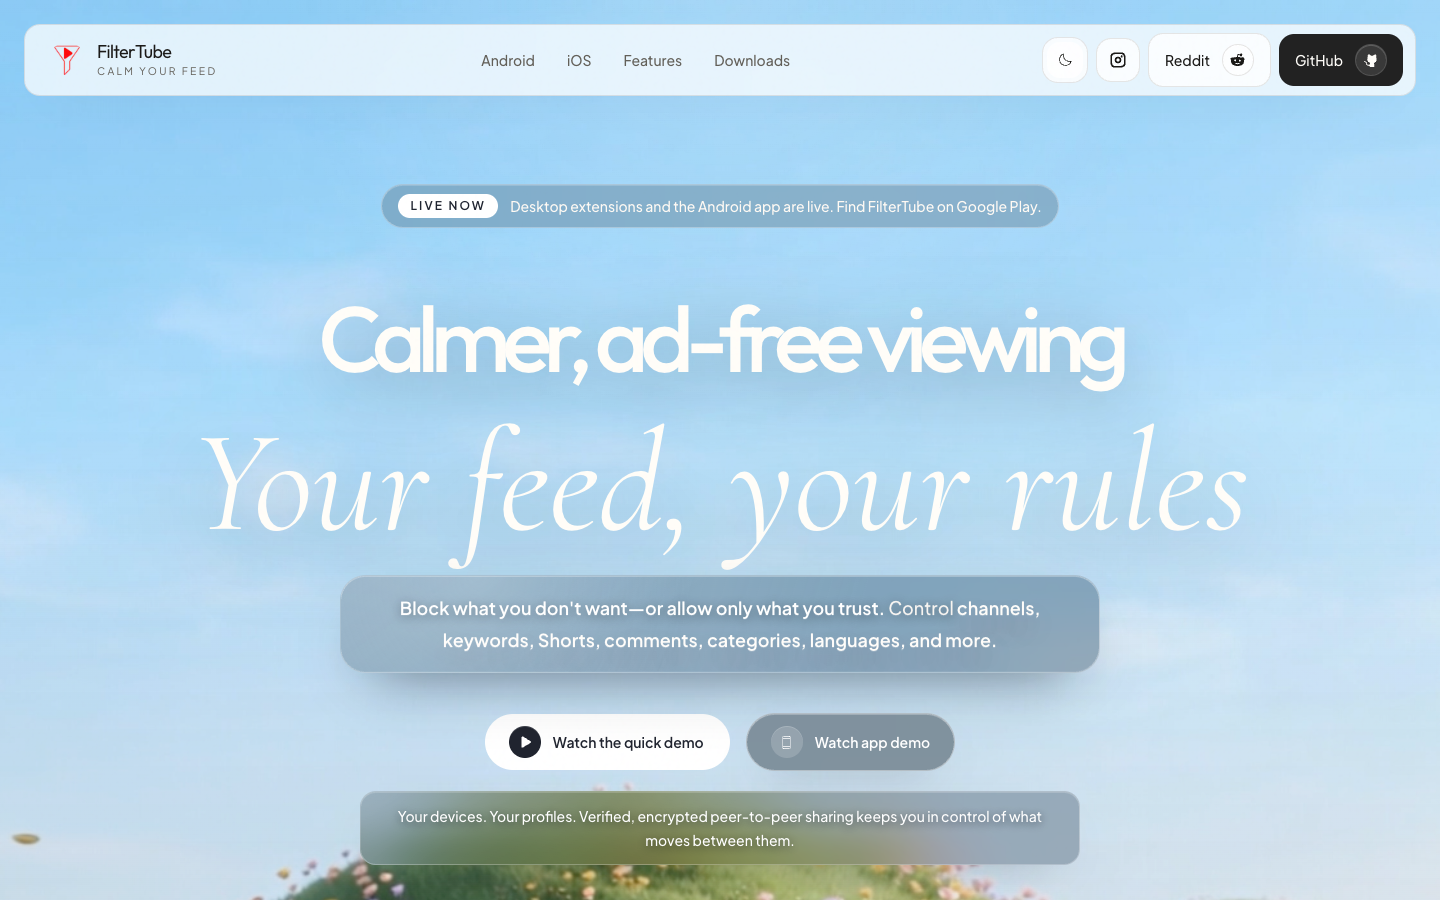 FilterTube
CALM YOUR FEED
Android
iOS
Features
Downloads
Reddit
GitHub
LIVE NOW
Desktop extensions and the Android app are live. Find FilterTube on Google Play.
Calmer, ad-free viewing
Your feed, your rules
Block what you don't want—or allow only what you trust. Control channels,
keywords, Shorts, comments, categories, languages, and more.
Watch the quick demo
Watch app demo
Your devices. Your profiles. Verified, encrypted peer-to-peer sharing keeps you in control of what
moves between them.